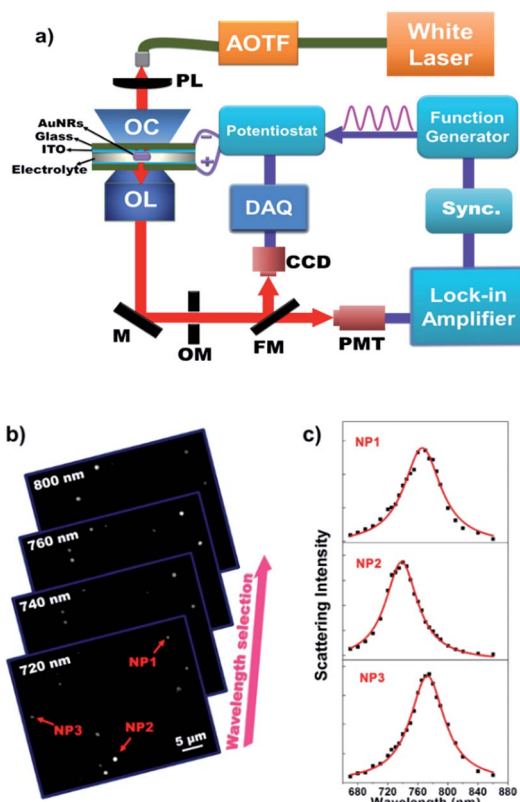 a)
AOTF
White
Laser
PL
OC
AuNRs
Glass
ITO
Electrolyte
OL
−
+
Potentiostat
Function
Generator
DAQ
Sync.
CCD
Lock-in
Amplifier
M
OM
FM
PMT
b)
800 nm
760 nm
740 nm
720 nm
NP1
NP3
NP2
5 µm
Wavelength selection
c)
NP1
NP2
NP3
Scattering Intensity
680 720 760 800 840 880
Wavelength (nm)